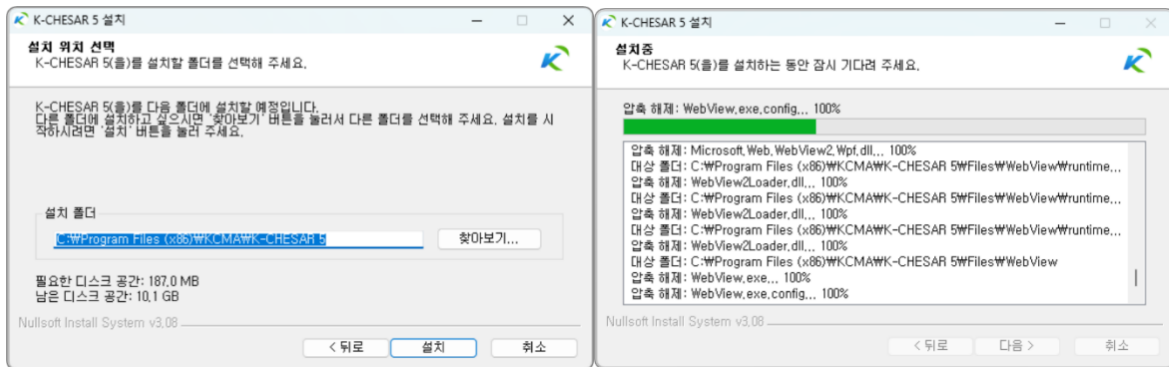 K-CHESAR 5 설치
설치 위치 선택
K-CHESAR 5(을)를 설치할 폴더를 선택해 주세요.
K-CHESAR 5(을)를 다음 폴더에 설치할 예정입니다.
다른 폴더에 설치하고 싶으시면 '찾아보기' 버튼을 눌러서 다른 폴더를 선택해 주세요. 설치를 시
작하시려면 '설치' 버튼을 눌러 주세요.
설치 폴더
C:₩Program Files (x86)₩KCMA₩K-CHESAR 5
찾아보기...
필요한 디스크 공간: 187.0 MB
남은 디스크 공간: 10.1 GB
Nullsoft Install System v3.08
< 뒤로
설치
취소
K-CHESAR 5 설치
설치중
K-CHESAR 5(을)를 설치하는 동안 잠시 기다려 주세요.
압축 해제: WebView.exe.config... 100%
압축 해제: Microsoft.Web.WebView2.Wpf.dll... 100%
대상 폴더: C:₩Program Files (x86)₩KCMA₩K-CHESAR 5₩Files₩WebView₩runtime...
압축 해제: WebView2Loader.dll... 100%
대상 폴더: C:₩Program Files (x86)₩KCMA₩K-CHESAR 5₩Files₩WebView₩runtime...
압축 해제: WebView2Loader.dll... 100%
대상 폴더: C:₩Program Files (x86)₩KCMA₩K-CHESAR 5₩Files₩WebView₩runtime...
압축 해제: WebView2Loader.dll... 100%
대상 폴더: C:₩Program Files (x86)₩KCMA₩K-CHESAR 5₩Files₩WebView
압축 해제: WebView.exe... 100%
압축 해제: WebView.exe.config... 100%
Nullsoft Install System v3.08
< 뒤로
다음 >
취소